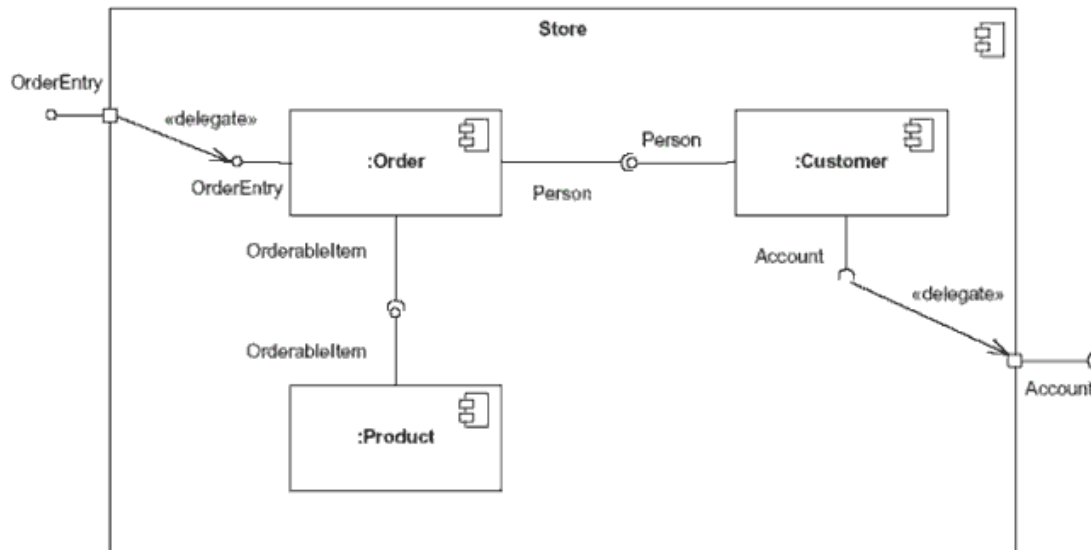 Store
OrderEntry
«delegate»
:Order
Person
:Customer
OrderEntry
Person
OrderableItem
Account
«delegate»
OrderableItem
Account
:Product